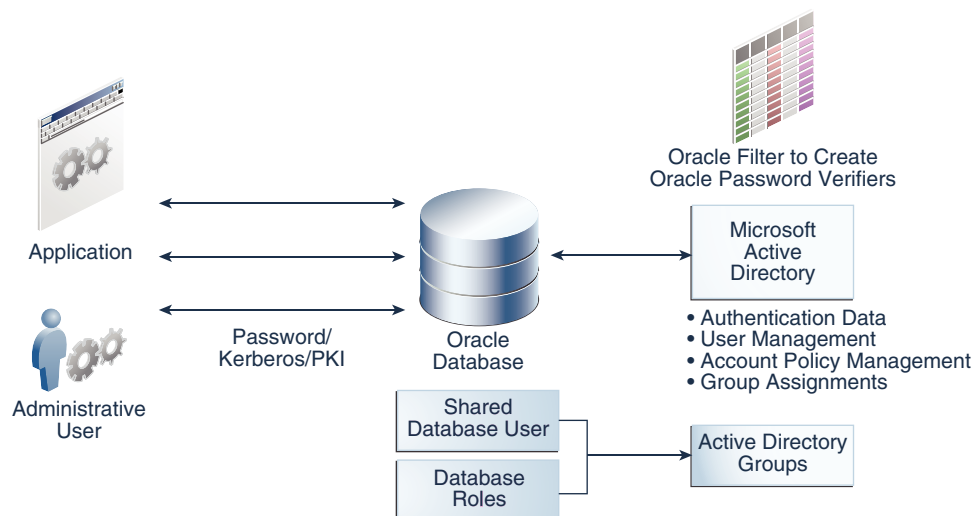 Oracle Filter to Create
Oracle Password Verifiers
Application
Microsoft
Active
Directory
Password/
Kerberos/PKI
Oracle
Database
• Authentication Data
• User Management
• Account Policy Management
• Group Assignments
Administrative
User
Shared
Database User
Database
Roles
Active Directory
Groups